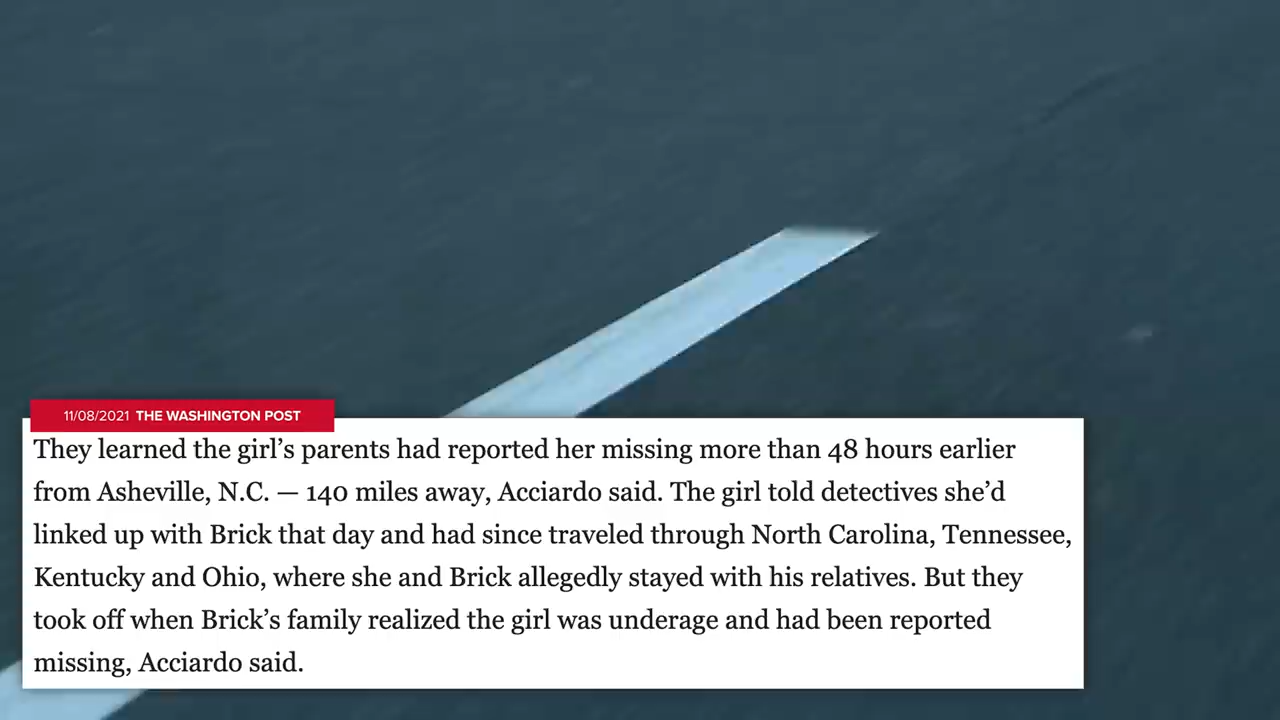 11/08/2021 THE WASHINGTON POST
They learned the girl’s parents had reported her missing more than 48 hours earlier
from Asheville, N.C. — 140 miles away, Acciardo said. The girl told detectives she’d
linked up with Brick that day and had since traveled through North Carolina, Tennessee,
Kentucky and Ohio, where she and Brick allegedly stayed with his relatives. But they
took off when Brick’s family realized the girl was underage and had been reported
missing, Acciardo said.